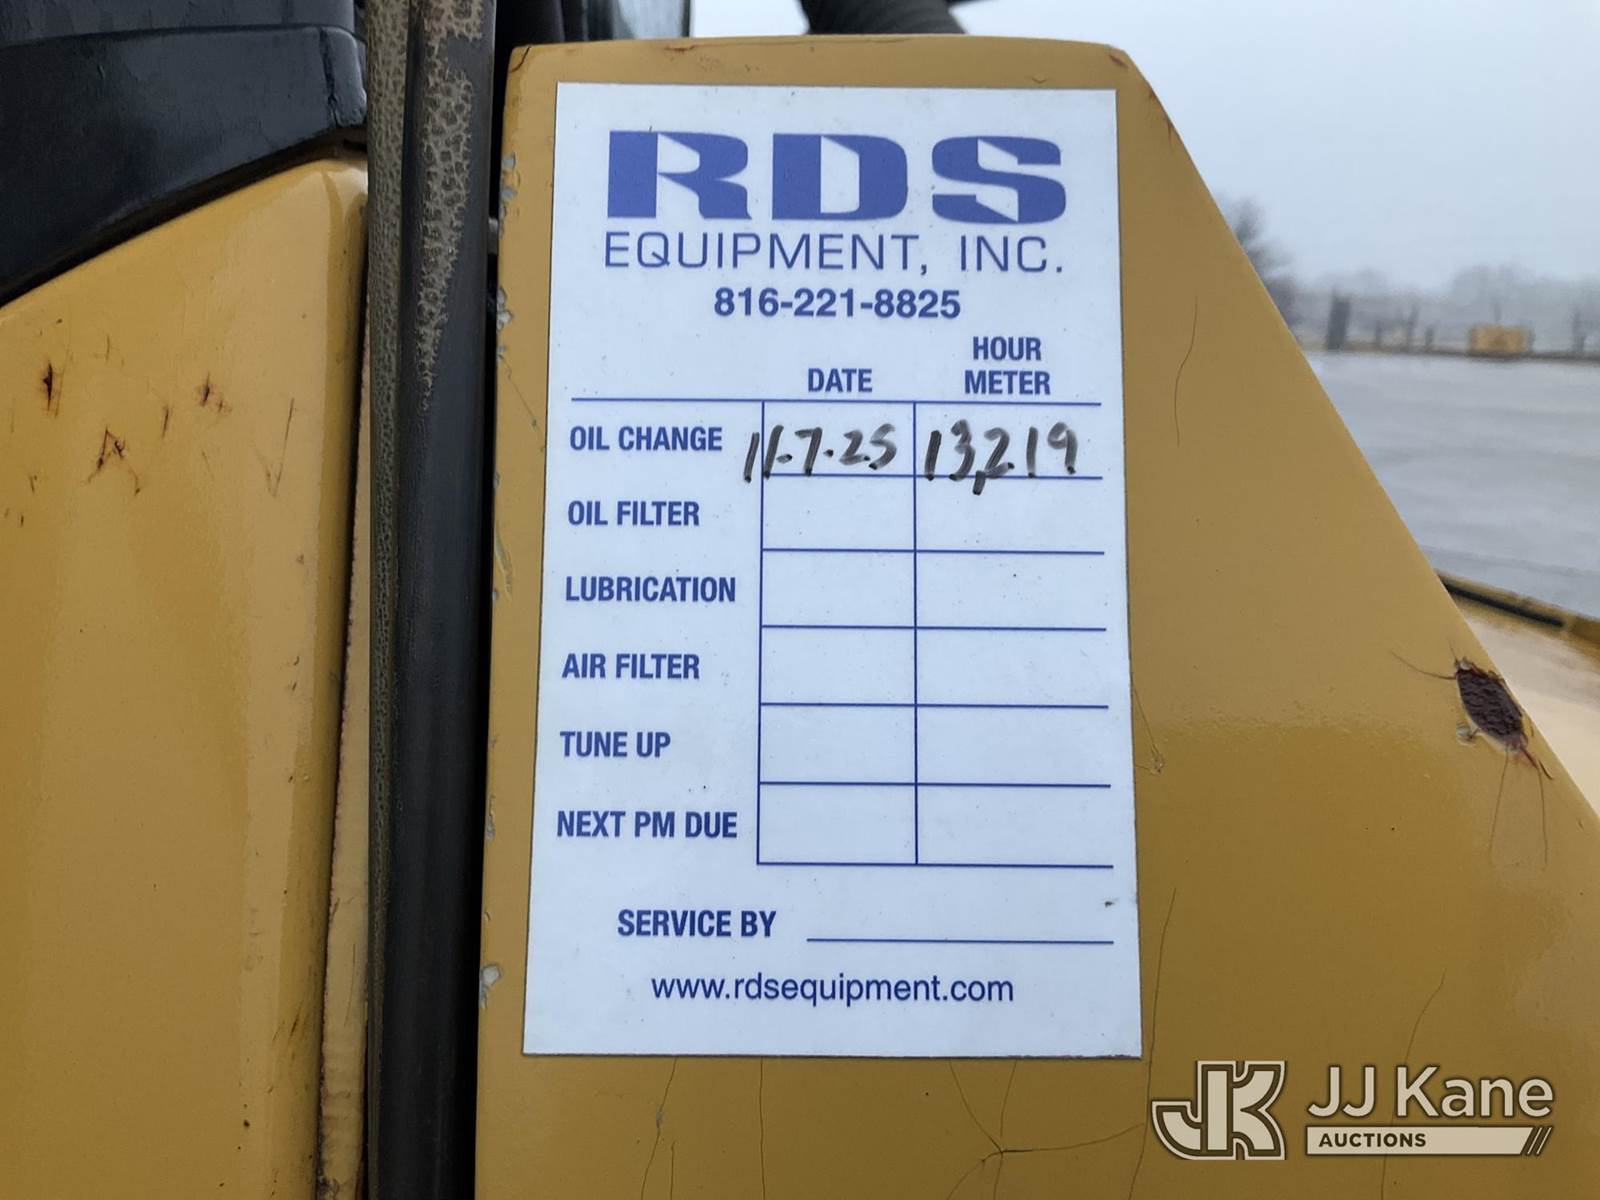 RDS
EQUIPMENT, INC.
816-221-8825
DATE HOUR METER
OIL CHANGE 11-7-25 13,219
OIL FILTER
LUBRICATION
AIR FILTER
TUNE UP
NEXT PM DUE
SERVICE BY
www.rdsequipment.com
JK JJ Kane
AUCTIONS